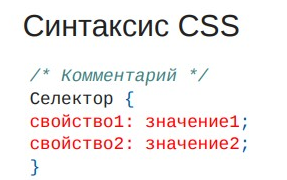 Синтаксис CSS
/* Комментарий */
Селектор {
свойство1: значение1;
свойство2: значение2;
}